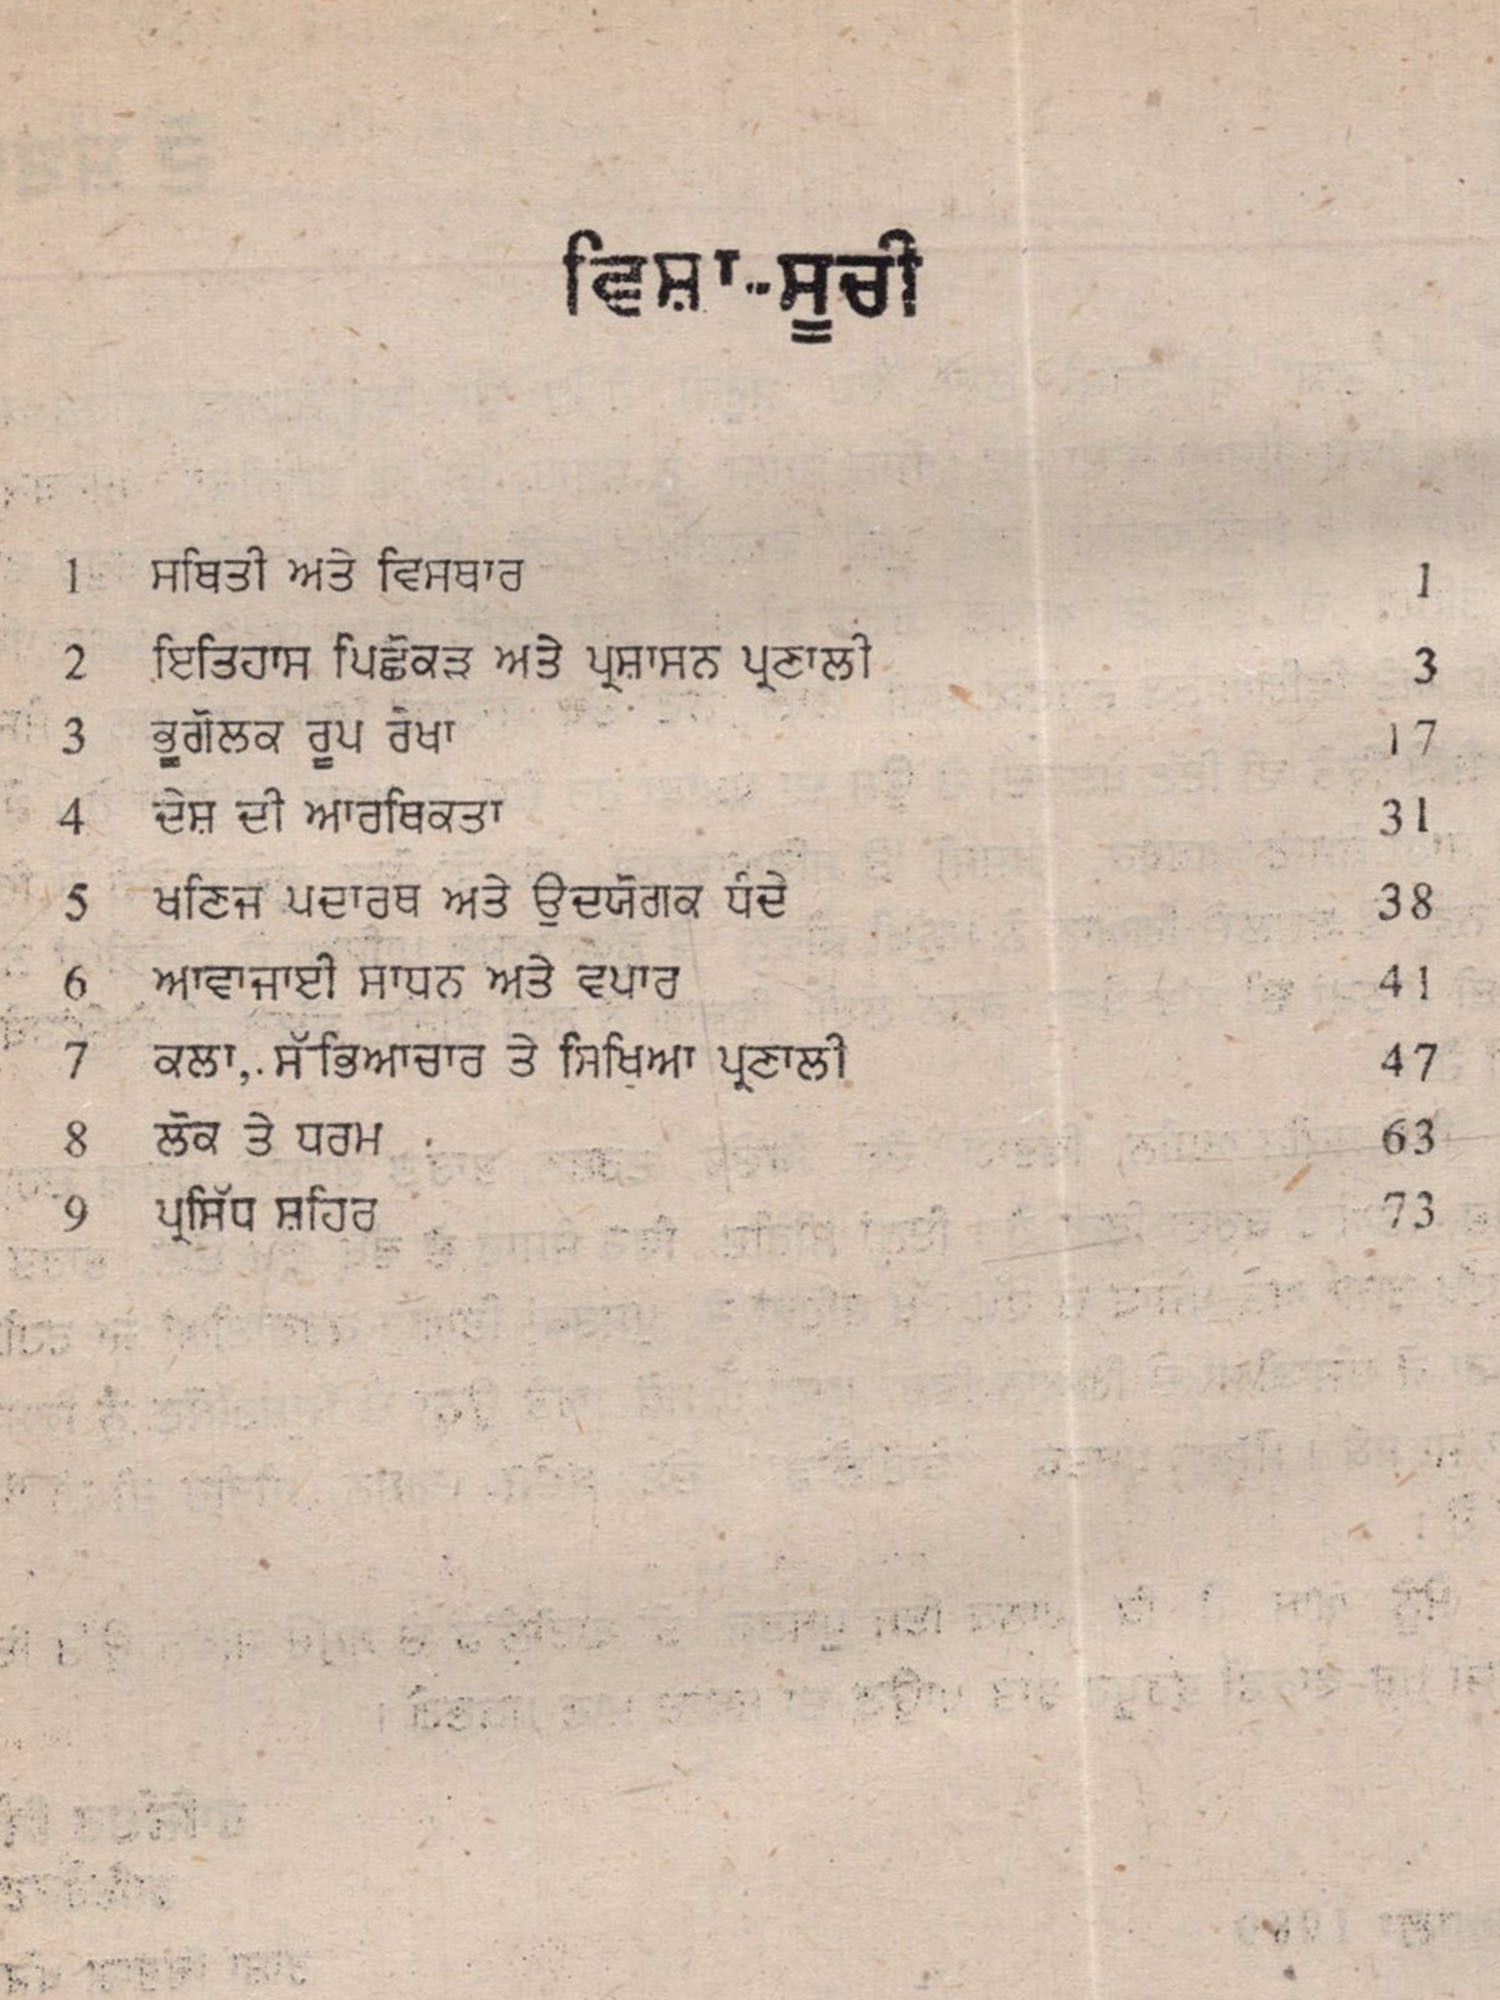 ਵਿਸ਼ਾ-ਸੂਚੀ
1 ਸਥਿਤੀ ਅਤੇ ਵਿਸਥਾਰ 1
2 ਇਤਿਹਾਸ ਪਿਛੌਕੜ ਅਤੇ ਪ੍ਰਸ਼ਾਸਨ ਪ੍ਰਣਾਲੀ 3
3 ਭੂਗੋਲਕ ਰੂਪ ਰੇਖਾ 17
4 ਦੇਸ਼ ਦੀ ਆਰਥਿਕਤਾ 31
5 ਖਣਿਜ ਪਦਾਰਥ ਅਤੇ ਉਦਯੋਗਕ ਧੰਦੇ 38
6 ਆਵਾਜਾਈ ਸਾਧਨ ਅਤੇ ਵਪਾਰ 41
7 ਕਲਾ, ਸੱਭਿਆਚਾਰ ਤੇ ਸਿਖਿਆ ਪ੍ਰਣਾਲੀ 47
8 ਲੋਕ ਤੇ ਧਰਮ 63
9 ਪ੍ਰਸਿੱਧ ਸ਼ਹਿਰ 73